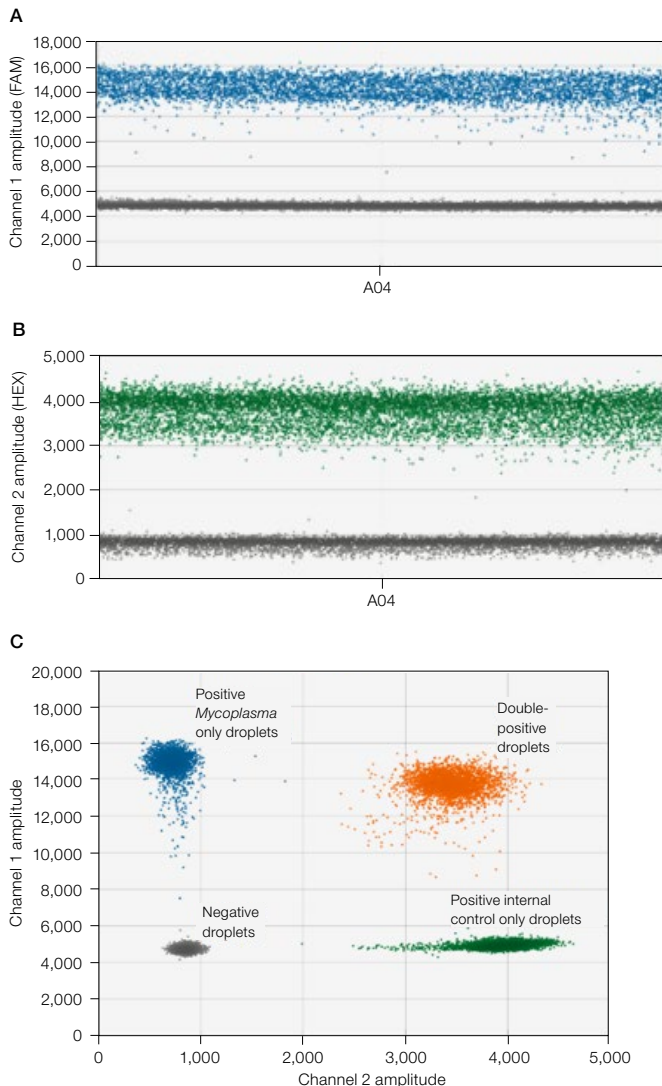 A
18,000
16,000
14,000
12,000
10,000
8,000
6,000
4,000
2,000
0
Channel 1 amplitude (FAM)
A04
B
5,000
4,000
3,000
2,000
1,000
0
Channel 2 amplitude (HEX)
A04
C
20,000
18,000
16,000
14,000
12,000
10,000
8,000
6,000
4,000
2,000
0
Channel 1 amplitude
Positive
Mycoplasma
only droplets
Double-
positive
droplets
Negative
droplets
Positive internal
control only droplets
0
1,000
2,000
3,000
4,000
5,000
Channel 2 amplitude